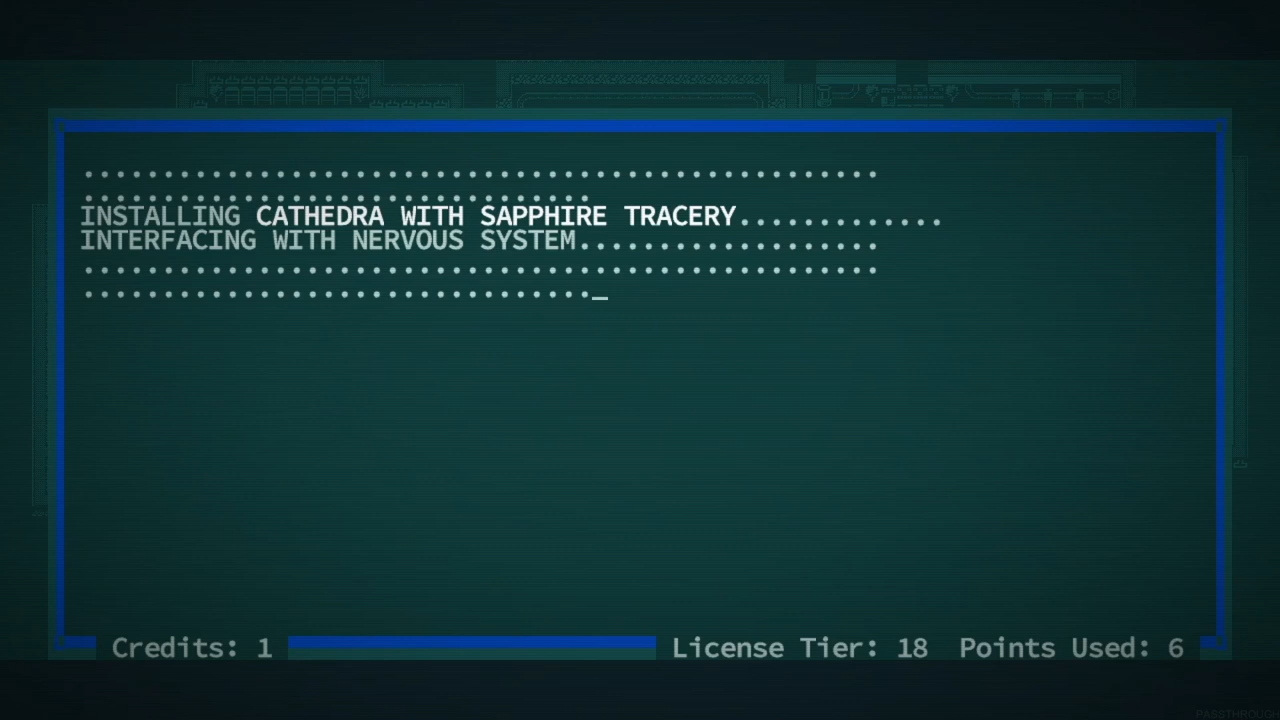 ..................................................
................................
INSTALLING CATHEDRA WITH SAPPHIRE TRACERY.............
INTERFACING WITH NERVOUS SYSTEM...................
..................................................
................................_
Credits: 1
License Tier: 18  Points Used: 6